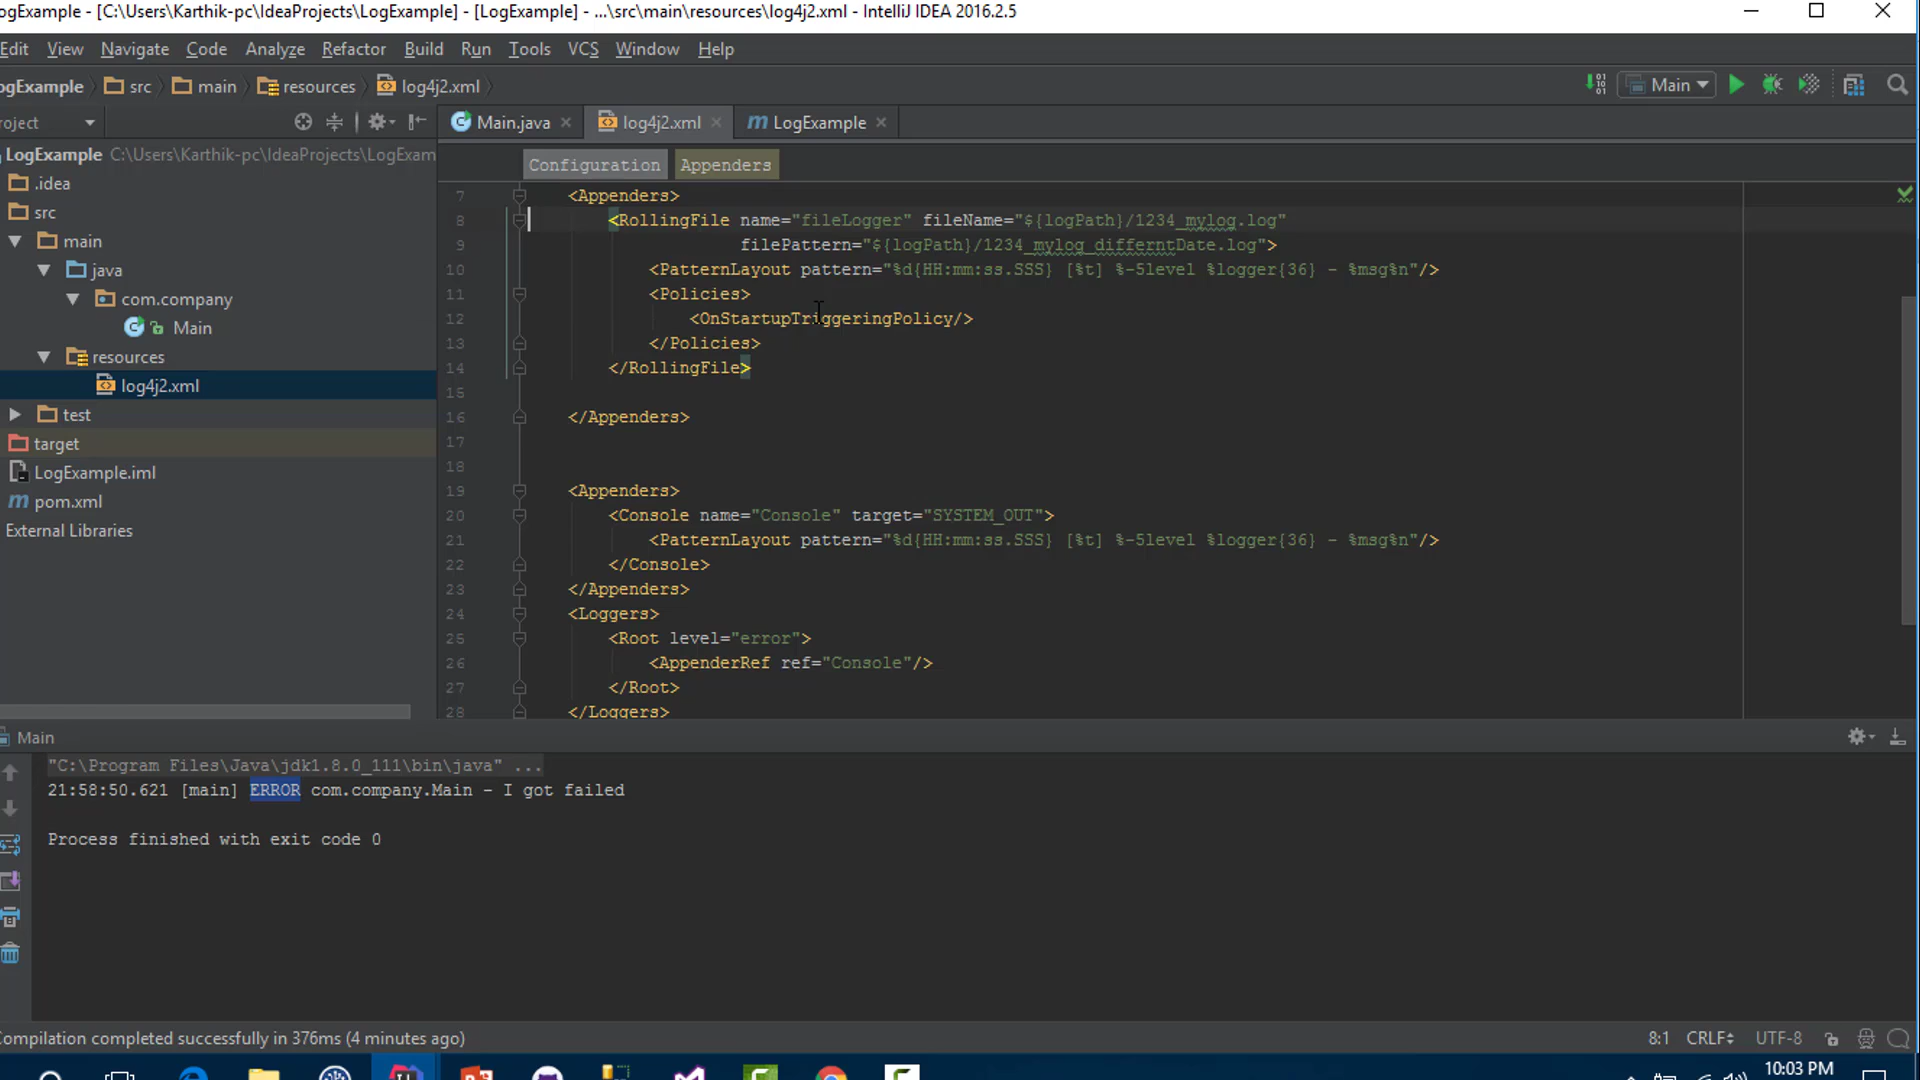 LogExample - [C:\Users\Karthik-pc\IdeaProjects\LogExample] - [LogExample] - ...\src\main\resources\log4j2.xml - IntelliJ IDEA 2016.2.5
Edit View Navigate Code Analyze Refactor Build Run Tools VCS Window Help
ogExample src main resources log4j2.xml Main
roject Main.java log4j2.xml m LogExample
Configuration Appenders
LogExample C:\Users\Karthik-pc\IdeaProjects\LogExam
.idea
src
main
java
com.company
Main
resources
log4j2.xml
test
target
LogExample.iml
m pom.xml
External Libraries
7 <Appenders>
8 <RollingFile name="fileLogger" fileName="${logPath}/1234_mylog.log"
9 filePattern="${logPath}/1234_mylog_differntDate.log">
10 <PatternLayout pattern="%d{HH:mm:ss.SSS} [%t] %-5level %logger{36} - %msg%n"/>
11 <Policies>
12 <OnStartupTriggeringPolicy/>
13 </Policies>
14 </RollingFile>
15
16 </Appenders>
17
18
19 <Appenders>
20 <Console name="Console" target="SYSTEM_OUT">
21 <PatternLayout pattern="%d{HH:mm:ss.SSS} [%t] %-5level %logger{36} - %msg%n"/>
22 </Console>
23 </Appenders>
24 <Loggers>
25 <Root level="error">
26 <AppenderRef ref="Console"/>
27 </Root>
28 </Loggers>
Main
"C:\Program Files\Java\jdk1.8.0_111\bin\java" ...
21:58:50.621 [main] ERROR com.company.Main - I got failed
Process finished with exit code 0
ompilation completed successfully in 376ms (4 minutes ago) 8:1 CRLF UTF-8
10:03 PM